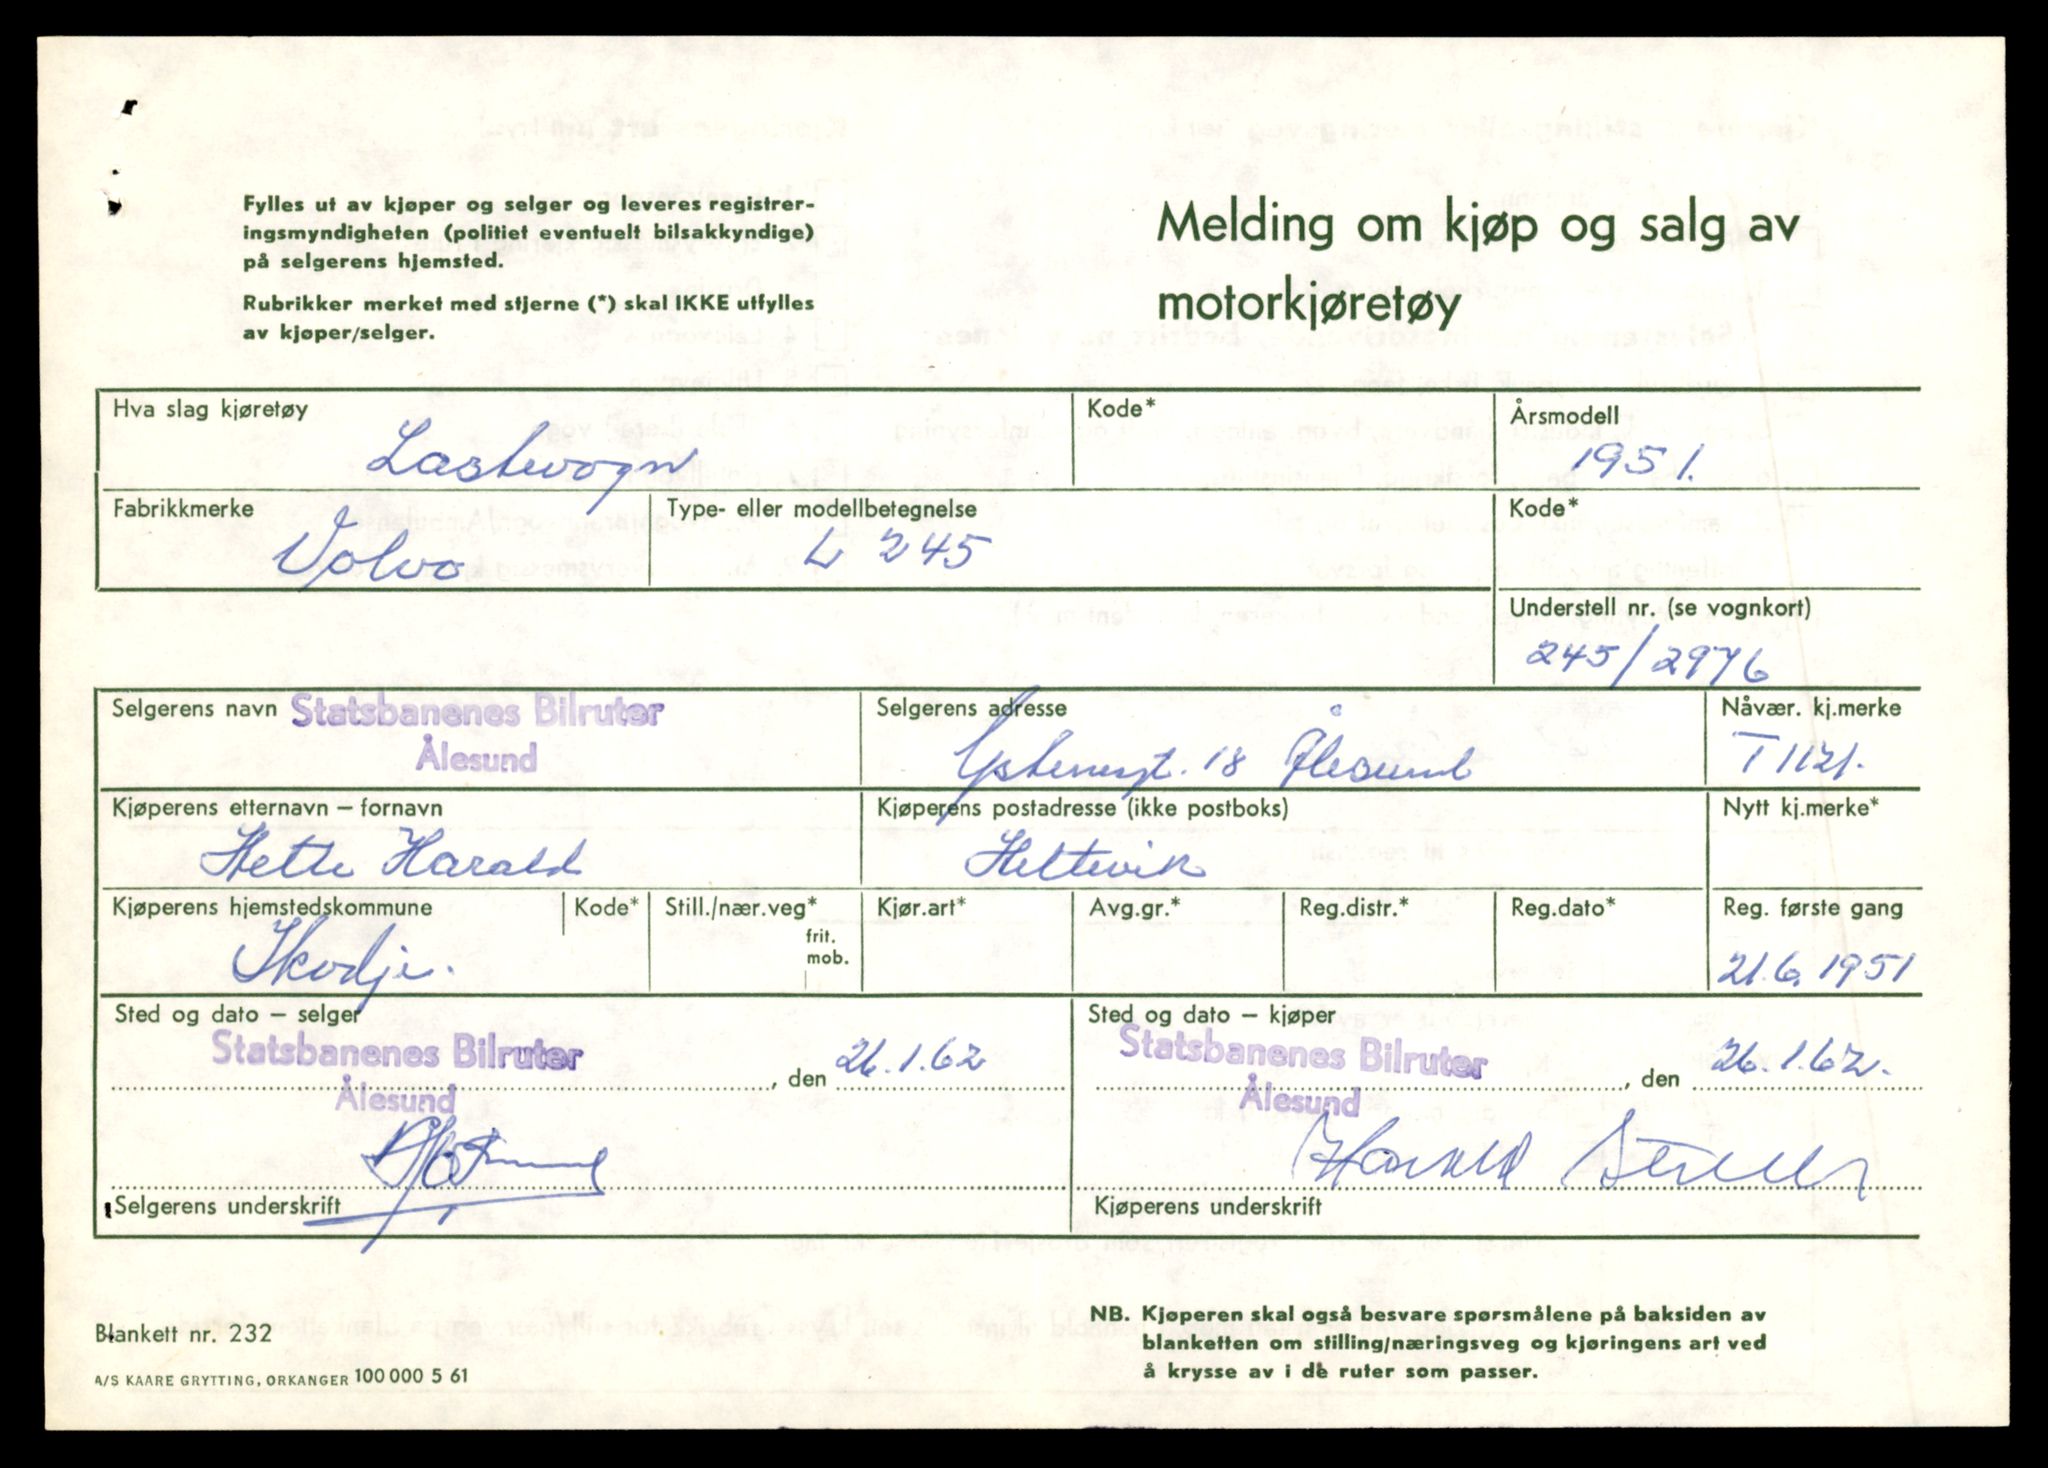 Fylles ut av kjøper og selger og leveres registrer-
ingsmyndigheten (politiet eventuelt bilsakkyndige)
på selgerens hjemsted.
Rubrikker merket med stjerne (*) skal IKKE utfylles
av kjøper/selger.
Melding om kjøp og salg av
motorkjøretøy
Hva slag kjøretøy
Lastevogn
Kode*
Årsmodell
1951.
Fabrikkmerke
Volvo
Type- eller modellbetegnelse
L 245
Kode*
Understell nr. (se vognkort)
245/2976
Selgerens navn
Statsbanenes Bilruter
Ålesund
Selgerens adresse
18 Ålesund
Nåvær. kj.merke
T1121.
Kjøperens etternavn – fornavn
Helle Harald
Kjøperens postadresse (ikke postboks)
Hellevik
Nytt kj.merke*
Kjøperens hjemstedskommune
Skodje.
Kode*
Still./nær.veg*
frit.
mob.
Kjør.art*
Avg.gr.*
Reg.distr.*
Reg.dato*
Reg. første gang
21.6.1951
Sted og dato – selger
Statsbanenes Bilruter
Ålesund
, den 26.1.62
Selgerens underskrift
Sted og dato – kjøper
Statsbanenes Bilruter
Ålesund
, den 26.1.62.
Harald
Kjøperens underskrift
Blankett nr. 232
A/S KAARE GRYTTING, ORKANGER 100 000 5 61
NB. Kjøperen skal også besvare spørsmålene på baksiden av
blanketten om stilling/næringsveg og kjøringens art ved
å krysse av i de ruter som passer.